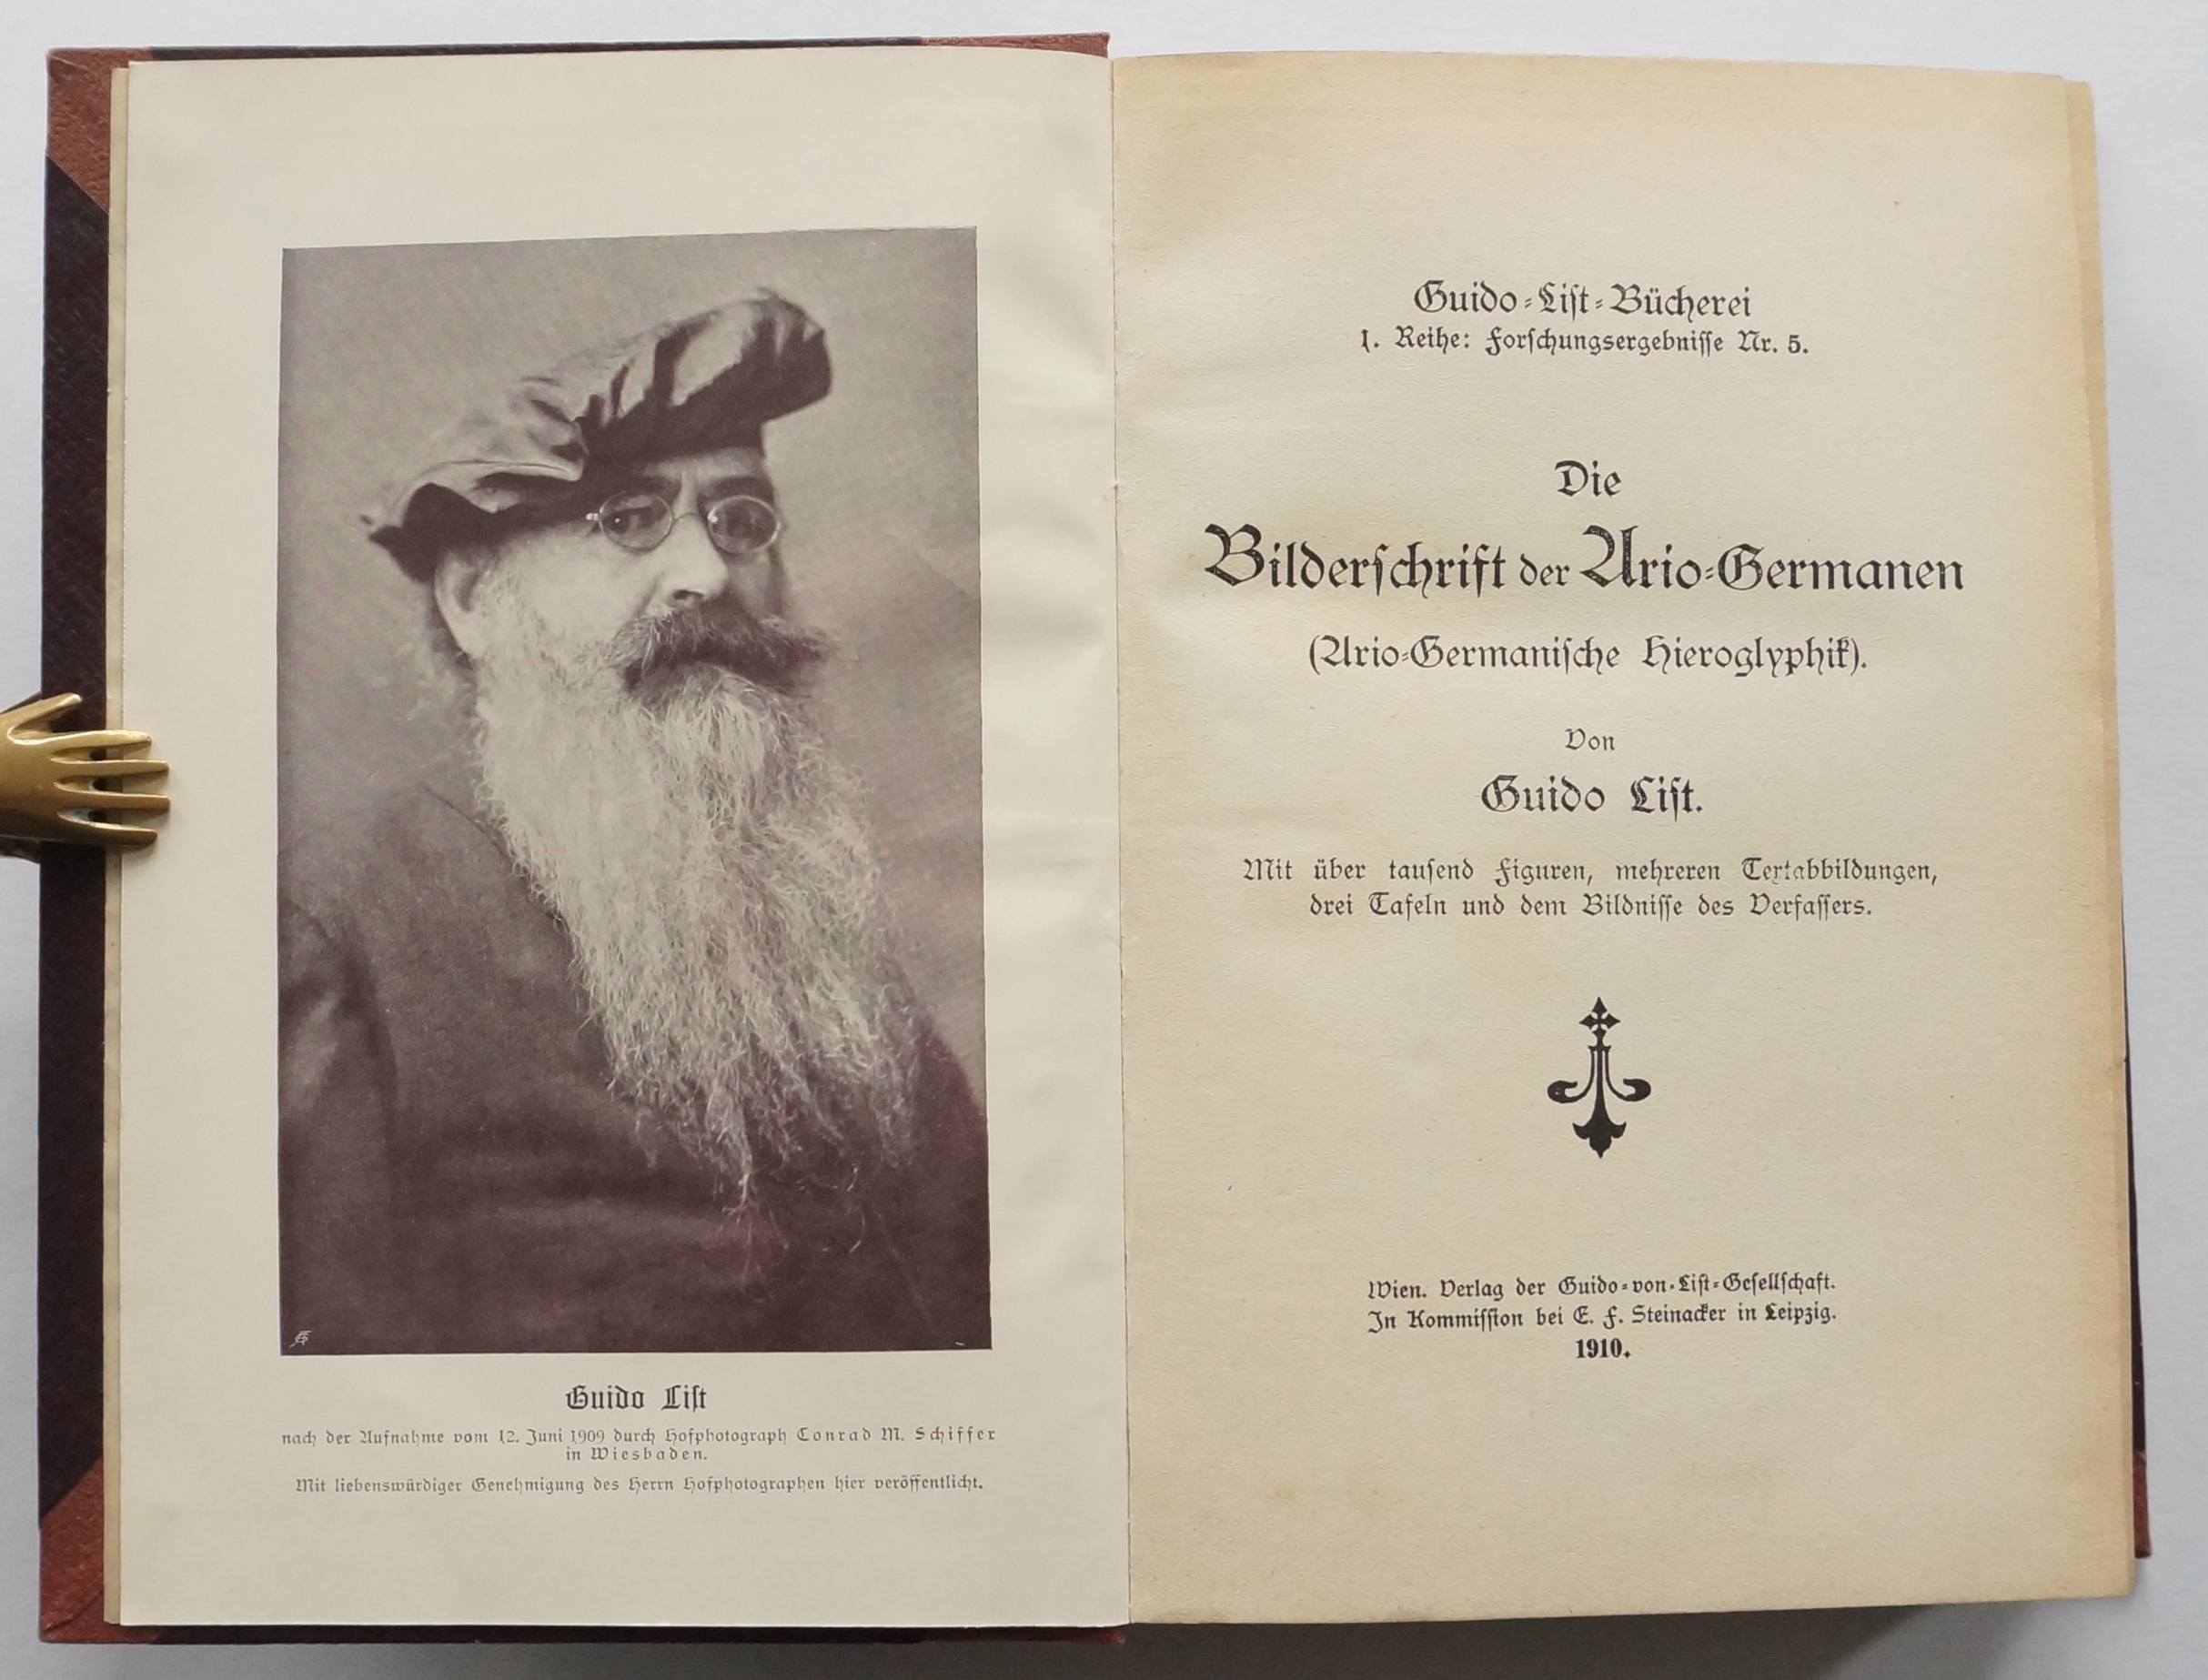 Guido List
nach der Aufnahme vom 12. Juni 1909 durch Hofphotograph Conrad M. Schiffer
in Wiesbaden.
Mit liebenswürdiger Genehmigung des Herrn Hofphotographen hier veröffentlicht.
Guido-List-Bücherei
1. Reihe: Forschungsergebnisse Nr. 5.
Die
Bilderschrift der Ario-Germanen
(Ario-Germanische Hieroglyphik).
Von
Guido List.
Mit über tausend Figuren, mehreren Textabbildungen,
drei Tafeln und dem Bildnisse des Verfassers.
Wien. Verlag der Guido-von-List-Gesellschaft.
In Kommission bei E. F. Steinacker in Leipzig.
1910.